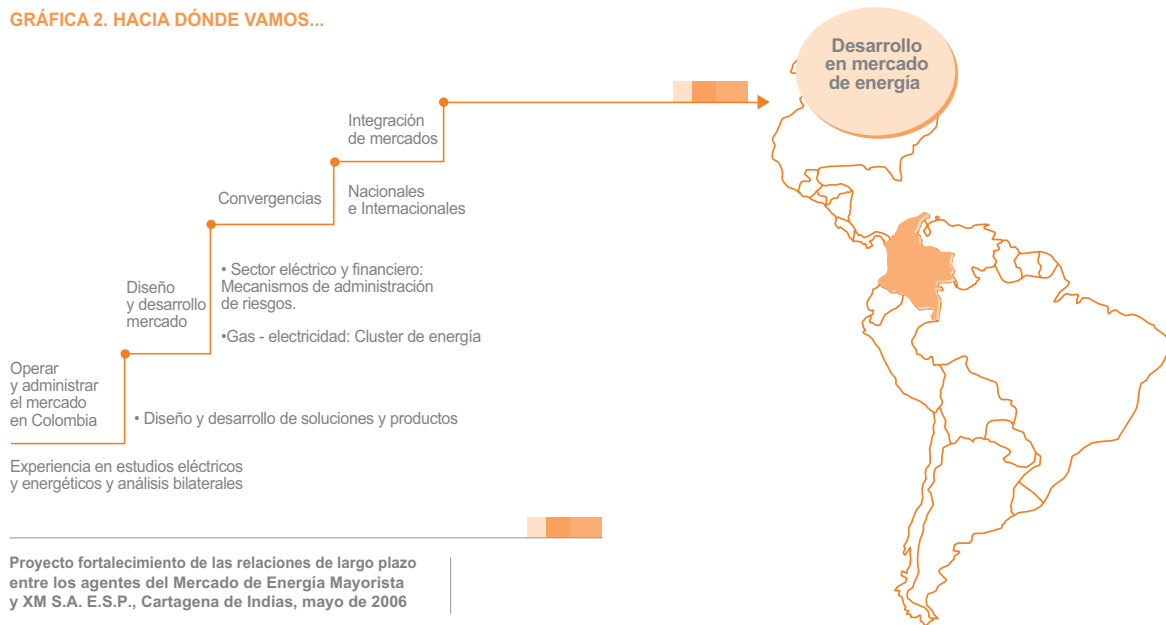 GRÁFICA 2. HACIA DÓNDE VAMOS...
Desarrollo
en mercado
de energía
Integración
de mercados
Nacionales
e Internacionales
Convergencias
• Sector eléctrico y financiero:
Mecanismos de administración
de riesgos.
•Gas - electricidad: Cluster de energía
Diseño
y desarrollo
mercado
• Diseño y desarrollo de soluciones y productos
Operar
y administrar
el mercado
en Colombia
Experiencia en estudios eléctricos
y energéticos y análisis bilaterales
Proyecto fortalecimiento de las relaciones de largo plazo
entre los agentes del Mercado de Energía Mayorista
y XM S.A. E.S.P., Cartagena de Indias, mayo de 2006